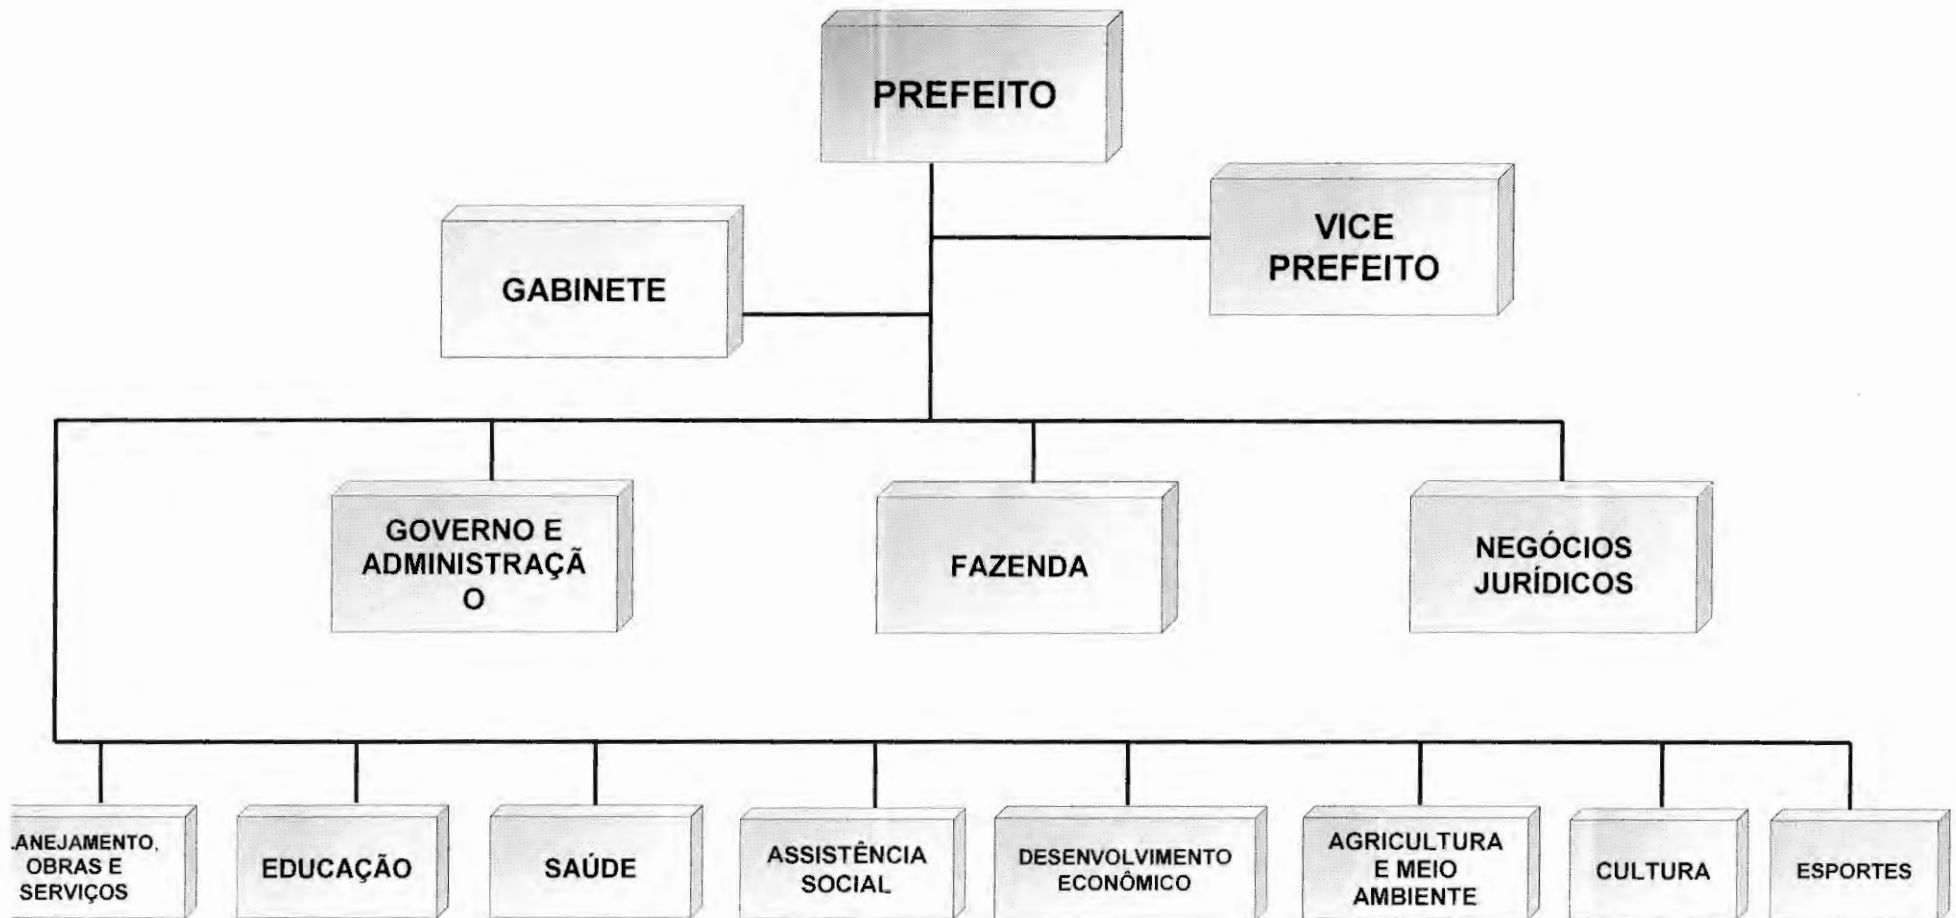 PREFEITO
VICE
PREFEITO
GABINETE
GOVERNO E
ADMINISTRAÇÃ
O
FAZENDA
NEGÓCIOS
JURÍDICOS
LANEJAMENTO,
OBRAS E
SERVIÇOS
EDUCAÇÃO
SAÚDE
ASSISTÊNCIA
SOCIAL
DESENVOLVIMENTO
ECONÔMICO
AGRICULTURA
E MEIO
AMBIENTE
CULTURA
ESPORTES